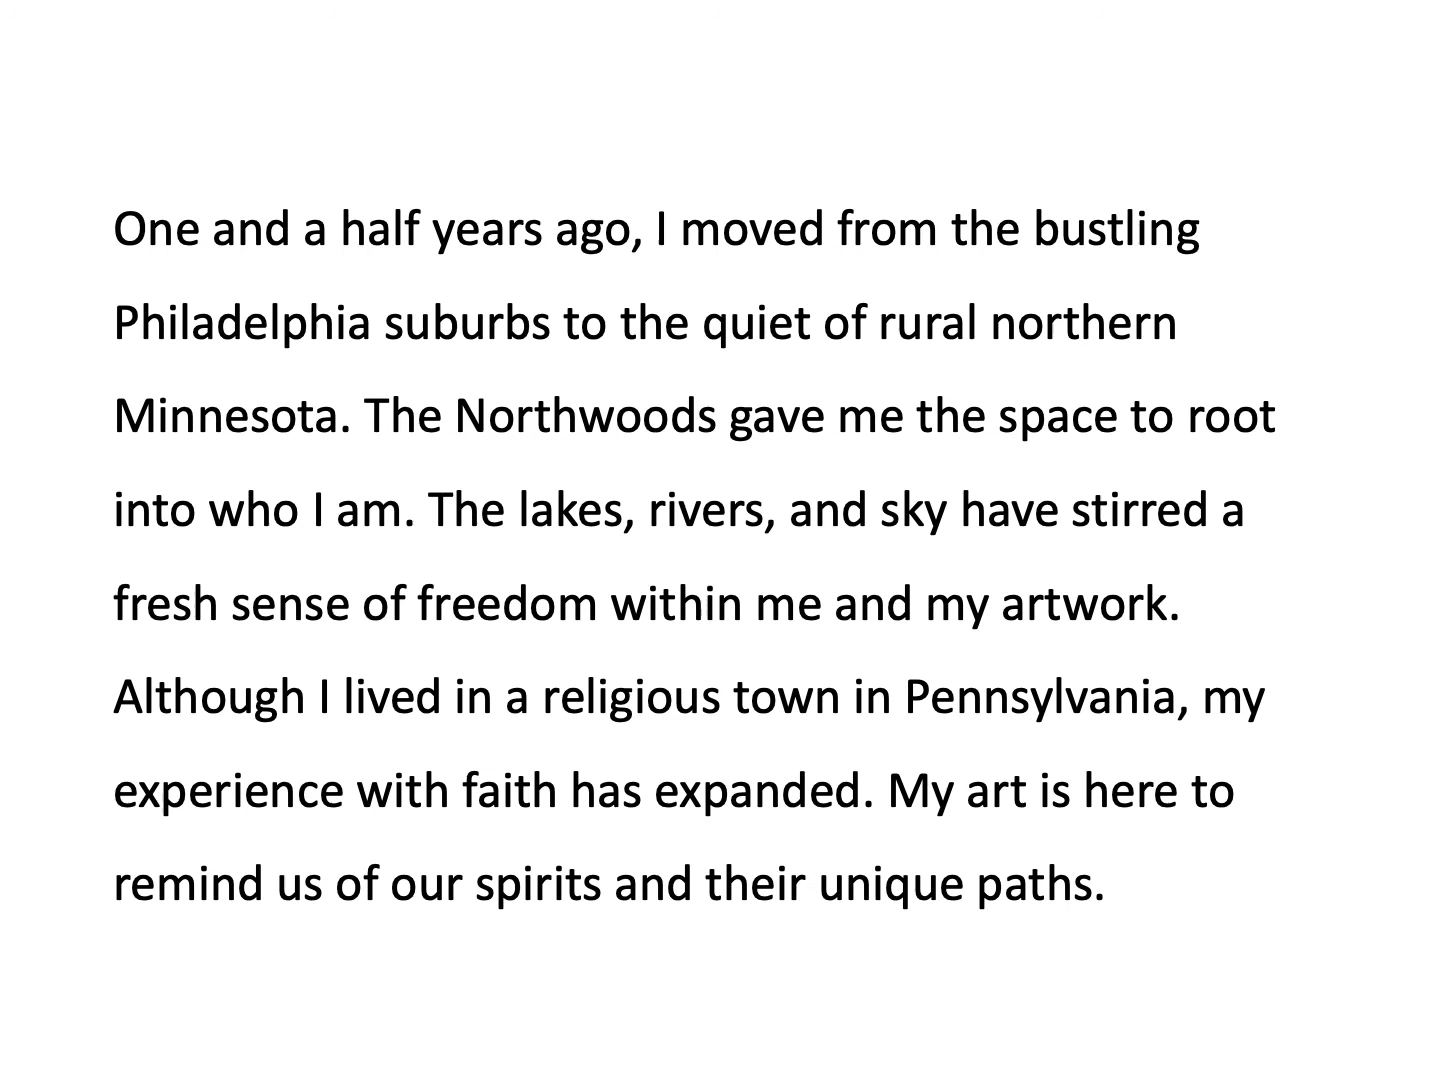 One and a half years ago, I moved from the bustling
Philadelphia suburbs to the quiet of rural northern
Minnesota. The Northwoods gave me the space to root
into who I am. The lakes, rivers, and sky have stirred a
fresh sense of freedom within me and my artwork.
Although I lived in a religious town in Pennsylvania, my
experience with faith has expanded. My art is here to
remind us of our spirits and their unique paths.